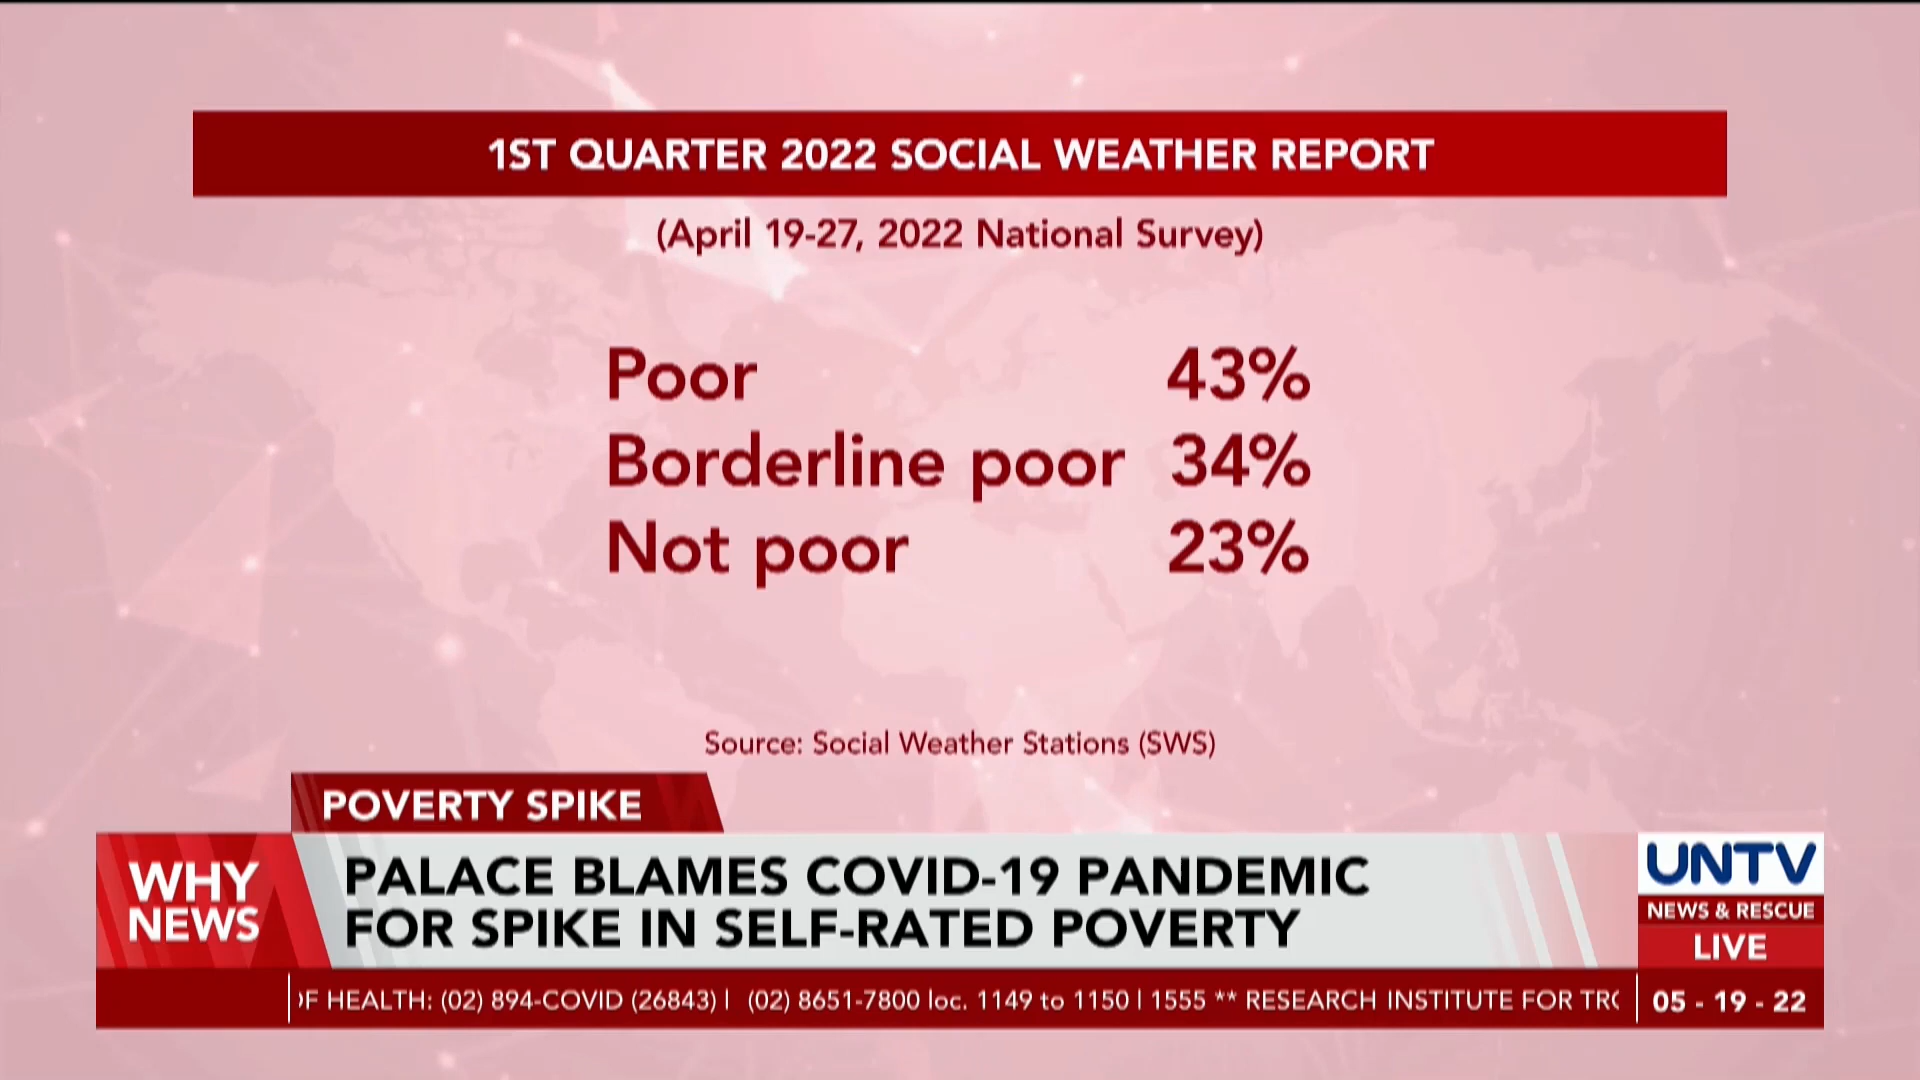 1ST QUARTER 2022 SOCIAL WEATHER REPORT
(April 19-27, 2022 National Survey)
Poor 43%
Borderline poor 34%
Not poor 23%
Source: Social Weather Stations (SWS)
POVERTY SPIKE
WHY
NEWS
PALACE BLAMES COVID-19 PANDEMIC
FOR SPIKE IN SELF-RATED POVERTY
UNTV
NEWS & RESCUE
LIVE
F HEALTH: (02) 894-COVID (26843) | (02) 8651-7800 loc. 1149 to 1150 | 1555 ** RESEARCH INSTITUTE FOR
05 - 19 - 22